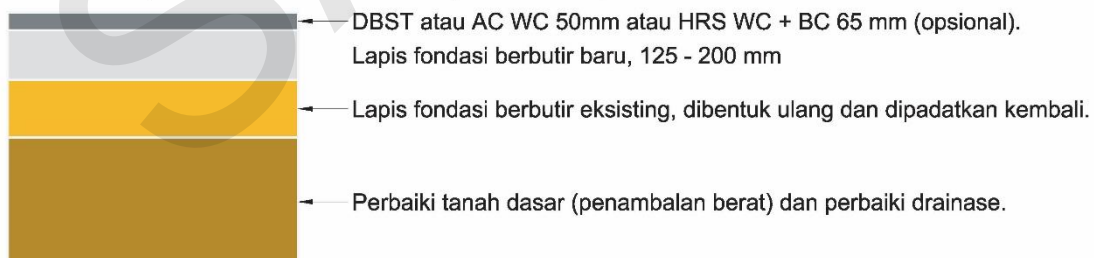 DBST atau AC WC 50mm atau HRS WC + BC 65 mm (opsional).
Lapis fondasi berbutir baru, 125 - 200 mm
Lapis fondasi berbutir eksisting, dibentuk ulang dan dipadatkan kembali.
Perbaiki tanah dasar (penambalan berat) dan perbaiki drainase.